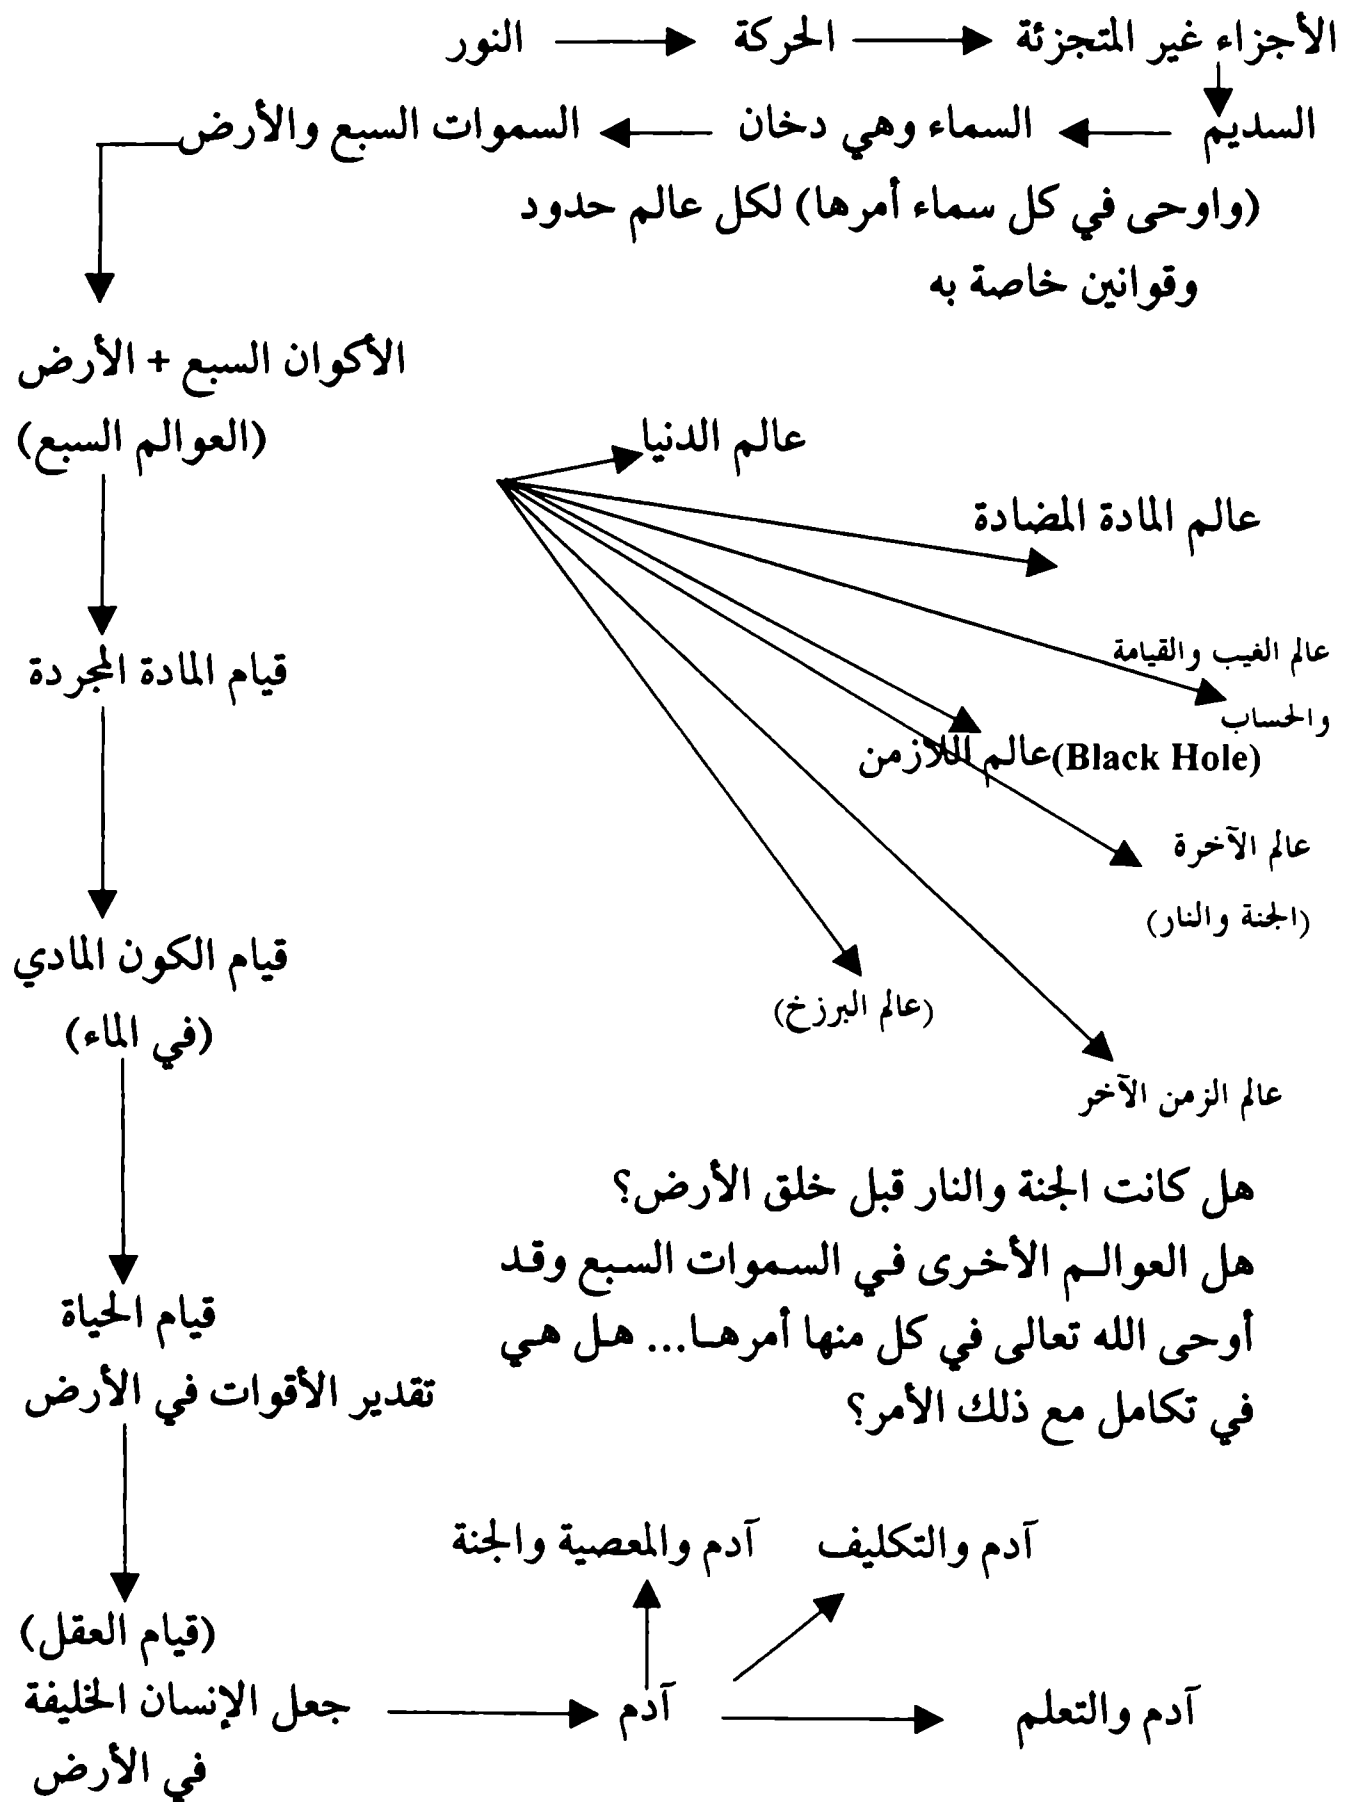 النور الحركة الأجزاء غير المتجزئة
السديم السماء وهي دخان السموات السبع والأرض
(واوحى في كل سماء أمرها) لكل عالم حدود
وقوانين خاصة به
الأكوان السبع + الأرض
(العوالم السبع)
عالم الدنيا
عالم المادة المضادة
عالم الغيب والقيامة
والحساب
عالم اللازمن (Black Hole)
عالم الآخرة
(الجنة والنار)
(عالم البرزخ)
عالم الزمن الآخر
قيام المادة المجردة
قيام الكون المادي
(في الماء)
قيام الحياة
تقدير الأقوات في الأرض
هل كانت الجنة والنار قبل خلق الأرض؟
هل العوالم الأخرى في السموات السبع وقد
أوحى الله تعالى في كل منها أمرها... هل هي
في تكامل مع ذلك الأمر؟
آدم والتكليف آدم والمعصية والجنة
(قيام العقل)
جعل الإنسان الخليفة
في الأرض
آدم
آدم والتعلم